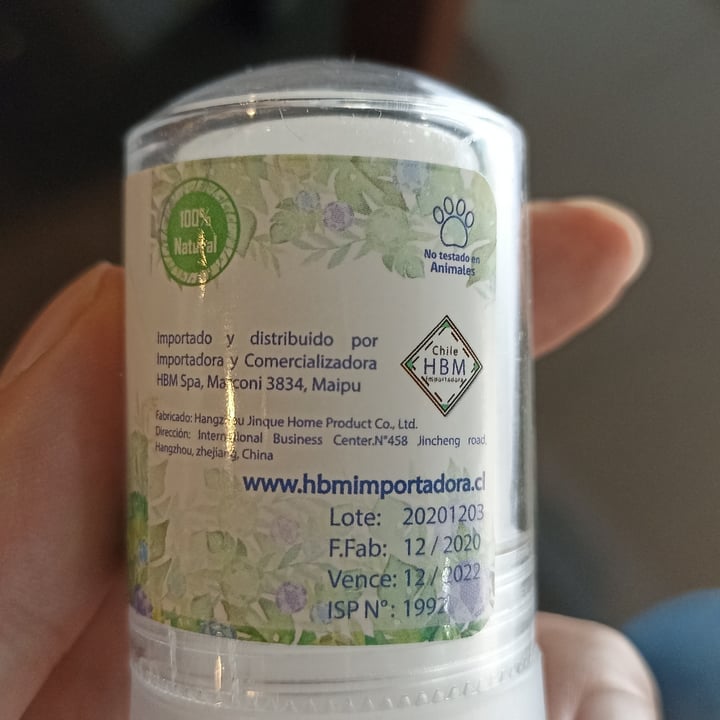 100%
Natural
No testado en
Animales
Importado y distribuido por
Importadora y Comercializadora
HBM Spa, Marconi 3834, Maipu
Chile
HBM
Importadora
Fabricado: Hangzhou Jinque Home Product Co., Ltd.
Dirección: International Business Center.N°458 Jincheng road,
Hangzhou, zhejiang, China
www.hbmimportadora.cl
Lote: 20201203
F.Fab: 12 / 2020
Vence: 12 / 2022
ISP N°: